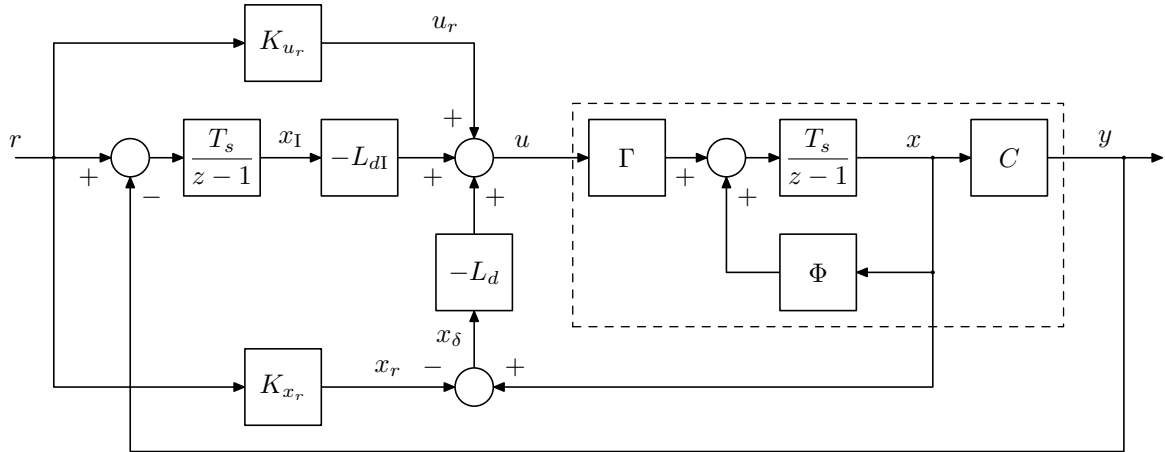 K_{u_r}
u_r
+
r
+
−
T_s
z − 1
x_I
−L_{dI}
+
u
Γ
+
T_s
z − 1
x
C
y
+
+
−L_d
Φ
x_δ
K_{x_r}
x_r
−
+